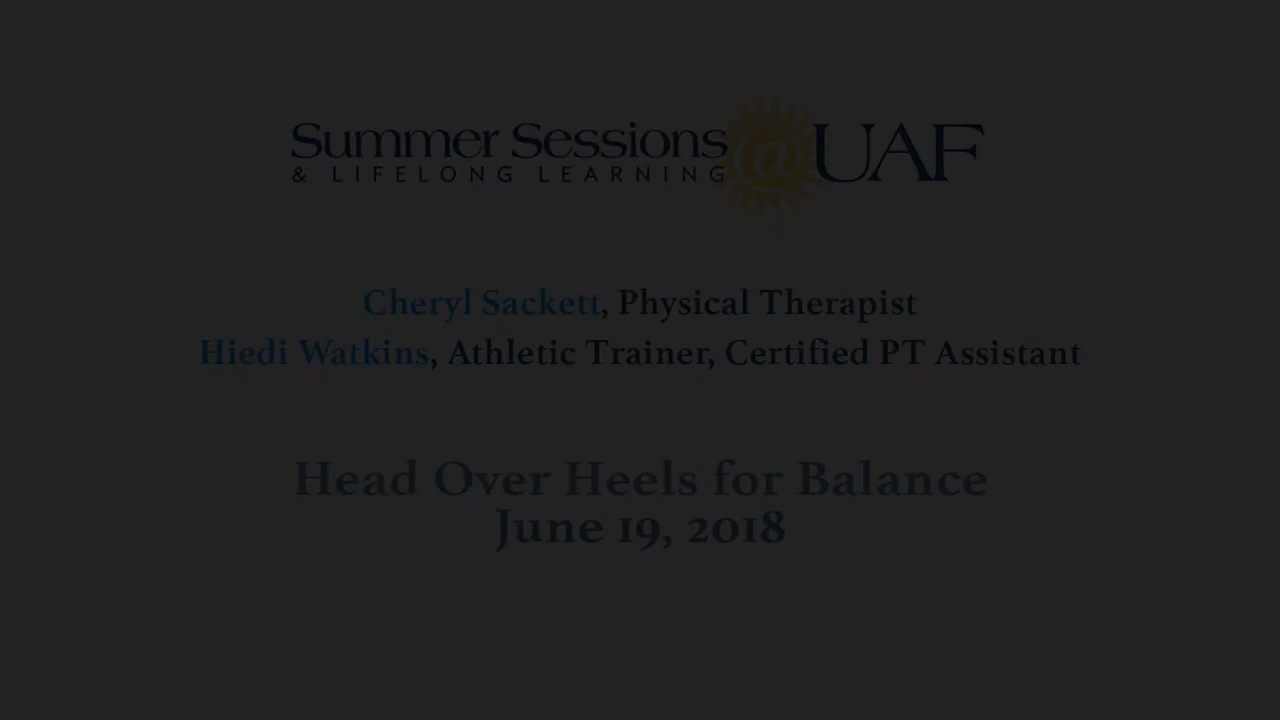 Summer Sessions @ UAF
& LIFELONG LEARNING
Cheryl Sackett, Physical Therapist
Hiedi Watkins, Athletic Trainer, Certified PT Assistant
Head Over Heels for Balance
June 19, 2018